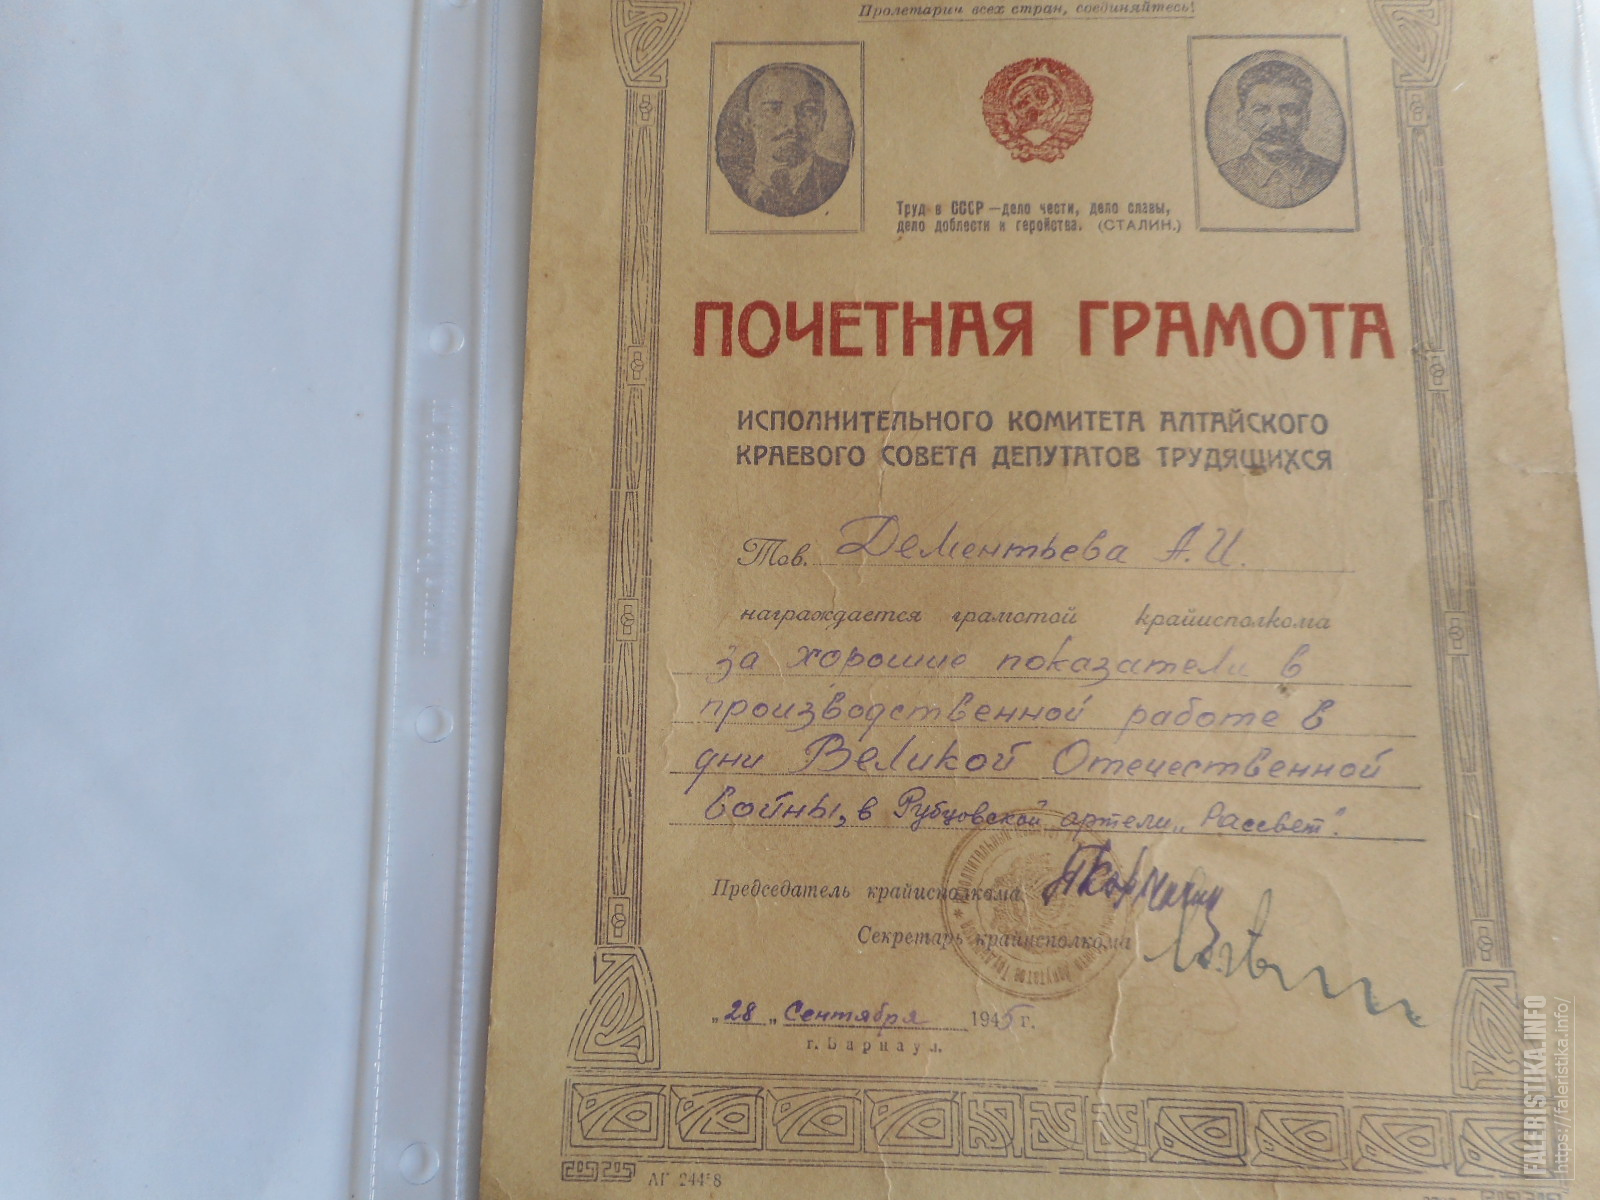 Пролетарии всех стран, соединяйтесь!
Труд в СССР — дело чести, дело славы,
дело доблести и геройства. (СТАЛИН.)
ПОЧЕТНАЯ ГРАМОТА
ИСПОЛНИТЕЛЬНОГО КОМИТЕТА АЛТАЙСКОГО
КРАЕВОГО СОВЕТА ДЕПУТАТОВ ТРУДЯЩИХСЯ
Тов. Дементьева А.И.
награждается грамотой крайисполкома
за хорошие показатели в
производственной работе в
дни Великой Отечественной
войны, в Рубцовской артели „Рассвет".
Председатель крайисполкома
Секретарь крайисполкома
„28„ Сентября 1945 г.
г. Барнаул.
FALERISTIKA.INFO
https://faleristika.info/